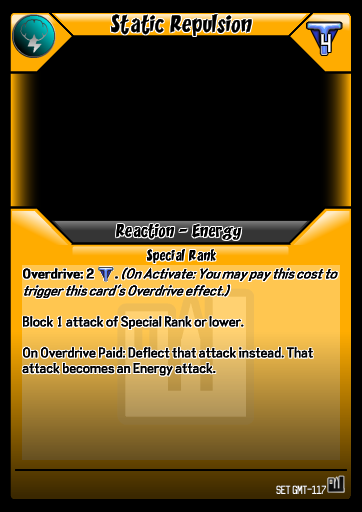 Static Repulsion
4
Reaction - Energy
Special Rank
Overdrive: 2 . (On Activate: You may pay this cost to
trigger this card's Overdrive effect.)
Block 1 attack of Special Rank or lower.
On Overdrive Paid: Deflect that attack instead. That
attack becomes an Energy attack.
SET GMT-117